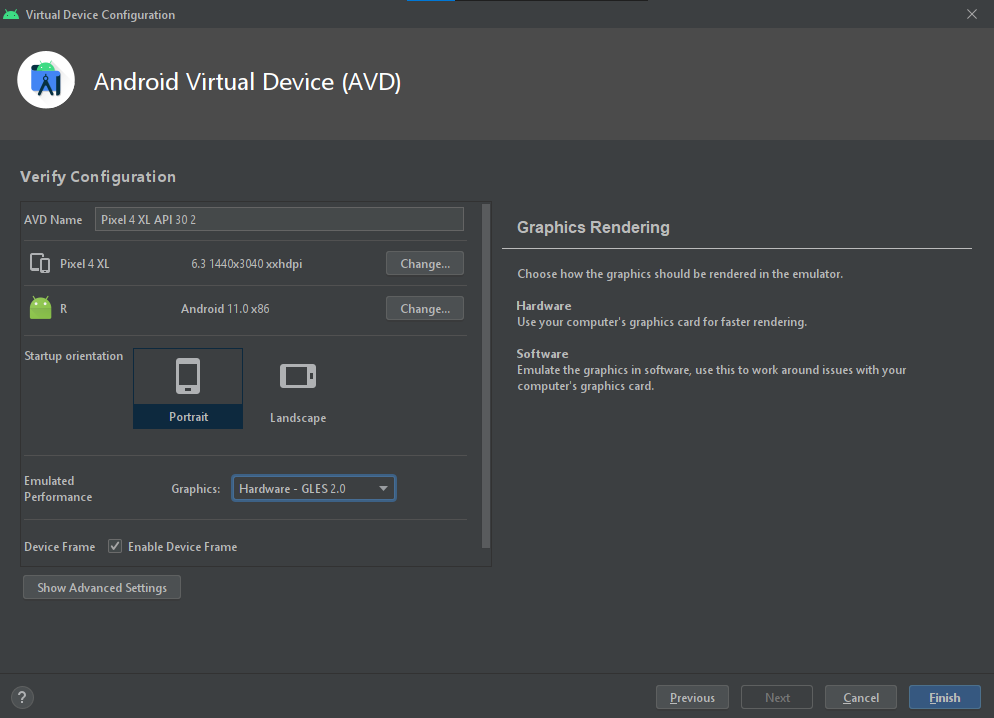 Virtual Device Configuration
Android Virtual Device (AVD)
Verify Configuration
AVD Name Pixel 4 XL API 30 2
Pixel 4 XL 6.3 1440x3040 xxhdpi Change...
R Android 11.0 x86 Change...
Startup orientation
Portrait Landscape
Emulated
Performance
Graphics: Hardware - GLES 2.0
Device Frame Enable Device Frame
Show Advanced Settings
Graphics Rendering
Choose how the graphics should be rendered in the emulator.
Hardware
Use your computer's graphics card for faster rendering.
Software
Emulate the graphics in software, use this to work around issues with your
computer's graphics card.
? Previous Next Cancel Finish